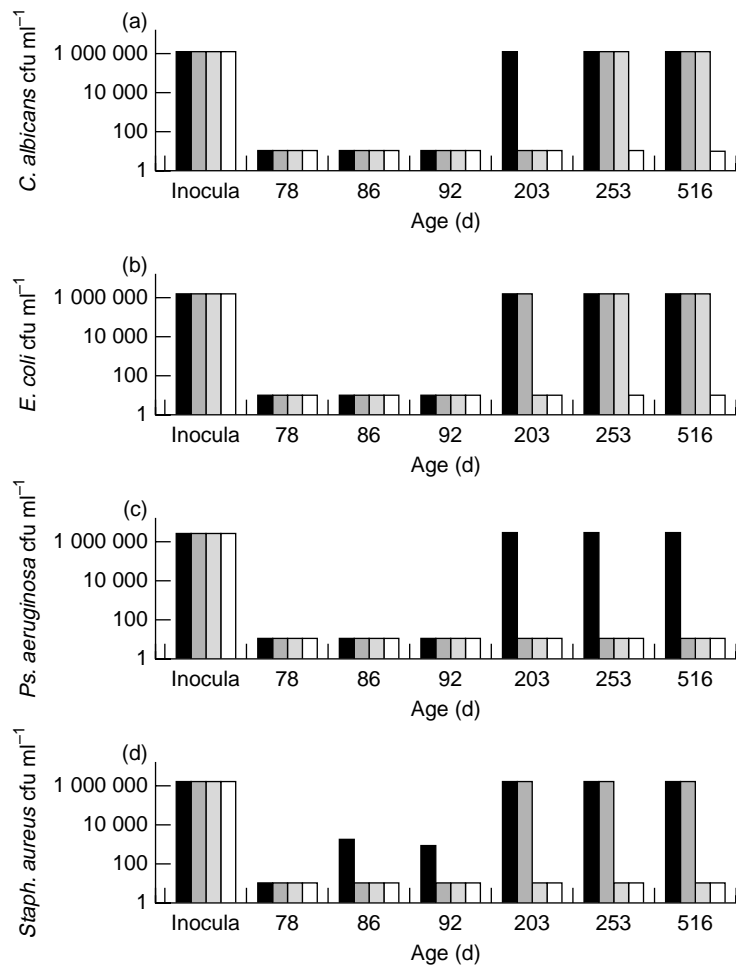 (a)
C. albicans cfu ml⁻¹
1 000 000
10 000
100
1
Inocula 78 86 92 203 253 516
Age (d)
(b)
E. coli cfu ml⁻¹
1 000 000
10 000
100
1
Inocula 78 86 92 203 253 516
Age (d)
(c)
Ps. aeruginosa cfu ml⁻¹
1 000 000
10 000
100
1
Inocula 78 86 92 203 253 516
Age (d)
(d)
Staph. aureus cfu ml⁻¹
1 000 000
10 000
100
1
Inocula 78 86 92 203 253 516
Age (d)